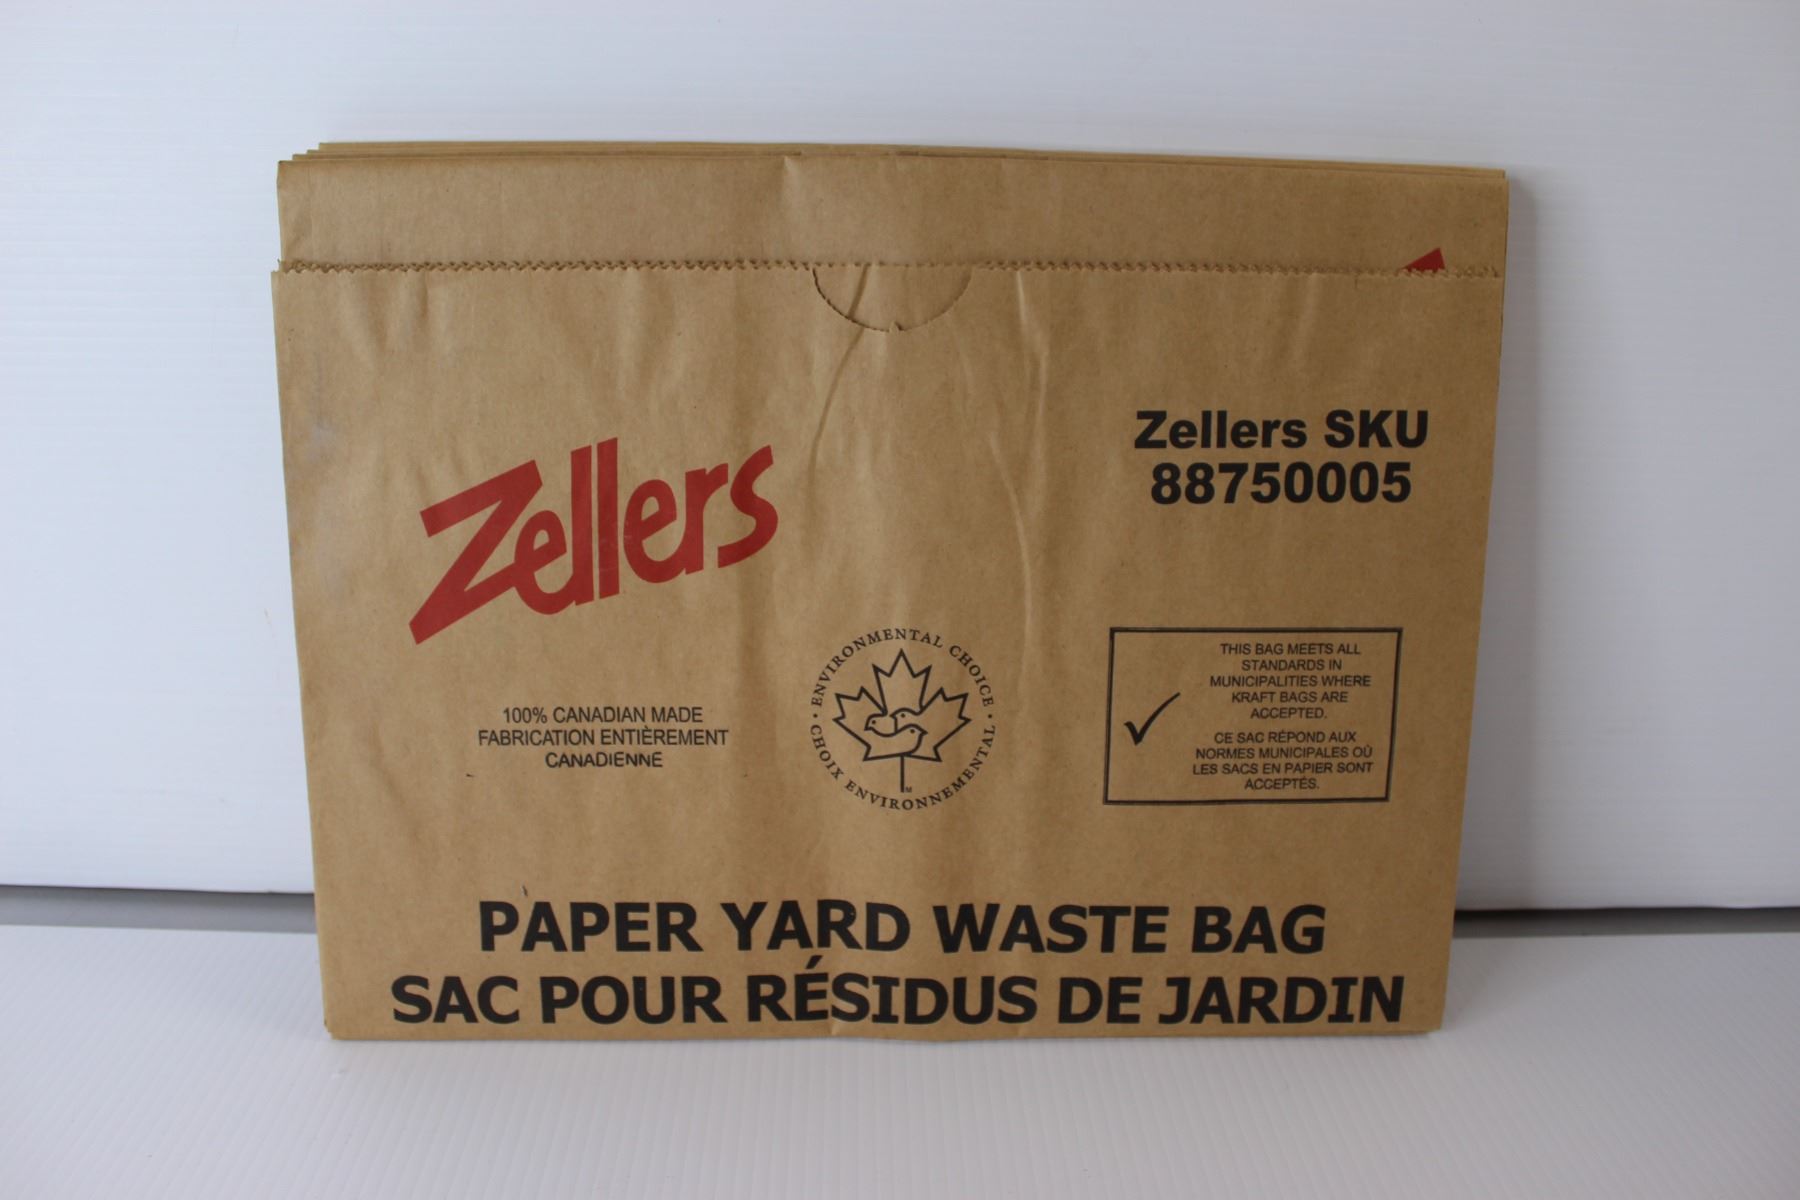 Zellers
Zellers SKU
88750005
100% CANADIAN MADE
FABRICATION ENTIÈREMENT
CANADIENNE
ENVIRONMENTAL CHOICE
CHOIX ENVIRONNEMENTAL
M
THIS BAG MEETS ALL
STANDARDS IN
MUNICIPALITIES WHERE
KRAFT BAGS ARE
ACCEPTED.
CE SAC RÉPOND AUX
NORMES MUNICIPALES OÙ
LES SACS EN PAPIER SONT
ACCEPTÉS.
PAPER YARD WASTE BAG
SAC POUR RÉSIDUS DE JARDIN